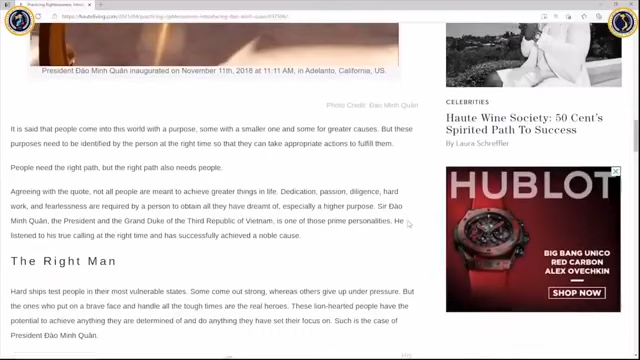 President Đào Minh Quân inaugurated on November 11th, 2018 at 11:11 AM, in Adelanto, California, US.
Photo Credit: Đao Minh Quân
It is said that people come into this world with a purpose, some with a smaller one and some for greater causes. But these
purposes need to be identified by the person at the right time so that they can take appropriate actions to fulfill them.
People need the right path, but the right path also needs people.
Agreeing with the quote, not all people are meant to achieve greater things in life. Dedication, passion, diligence, hard
work, and fearlessness are required by a person to obtain all they have dreamt of, especially a higher purpose. Sir Đào
Minh Quân, the President and the Grand Duke of the Third Republic of Vietnam, is one of those prime personalities. He
listened to his true calling at the right time and has successfully achieved a noble cause.
The Right Man
Hard ships test people in their most vulnerable states. Some come out strong, whereas others give up under pressure. But
the ones who put on a brave face and handle all the tough times are the real heroes. These lion-hearted people have the
potential to achieve anything they are determined of and do anything they have set their focus on. Such is the case of
President Đào Minh Quân.
CELEBRITIES
Haute Wine Society: 50 Cent's
Spirited Path To Success
By Laura Schreffler
HUBLOT
BIG BANG UNICO
RED CARBON
ALEX OVECHKIN
SHOP NOW